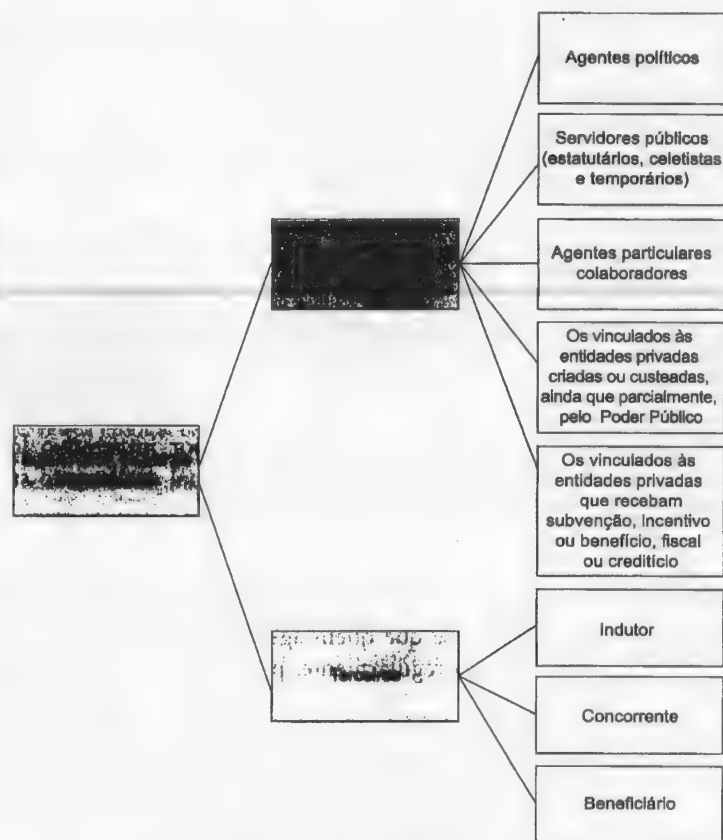 Agentes políticos
Servidores públicos
(estatutários, celetistas
e temporários)
Agentes particulares
colaboradores
Os vinculados às
entidades privadas
criadas ou custeadas,
ainda que parcialmente,
pelo Poder Público
Os vinculados às
entidades privadas
que recebam
subvenção, incentivo
ou benefício, fiscal
ou creditício
Terceiros
Indutor
Concorrente
Beneficiário